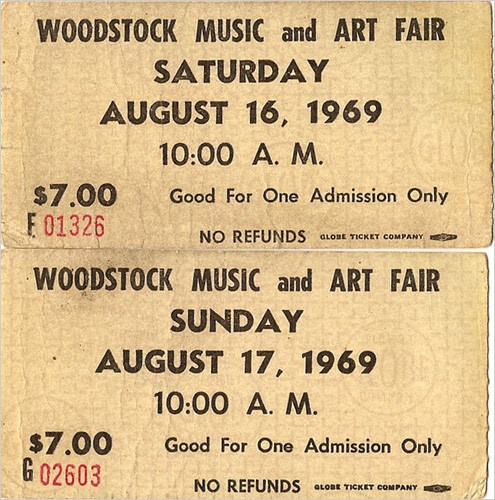 WOODSTOCK MUSIC and ART FAIR
SATURDAY
AUGUST 16, 1969
10:00 A. M.
$7.00 Good For One Admission Only
F 01326
NO REFUNDS GLOBE TICKET COMPANY
WOODSTOCK MUSIC and ART FAIR
SUNDAY
AUGUST 17, 1969
10:00 A. M.
$7.00 Good For One Admission Only
G 02603
NO REFUNDS GLOBE TICKET COMPANY